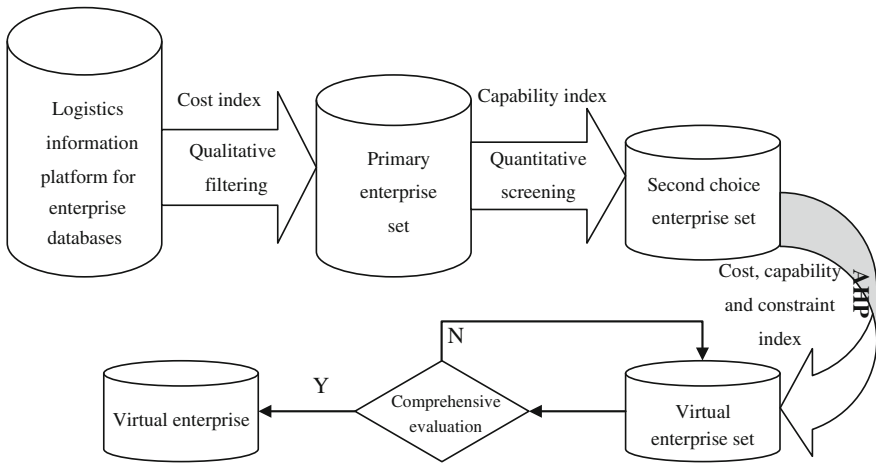 Logistics
information
platform for
enterprise
databases
Cost index
Qualitative
filtering
Primary
enterprise
set
Capability index
Quantitative
screening
Second choice
enterprise set
AHP
Cost, capability
and constraint
index
Virtual
enterprise set
Comprehensive
evaluation
N
Y
Virtual enterprise